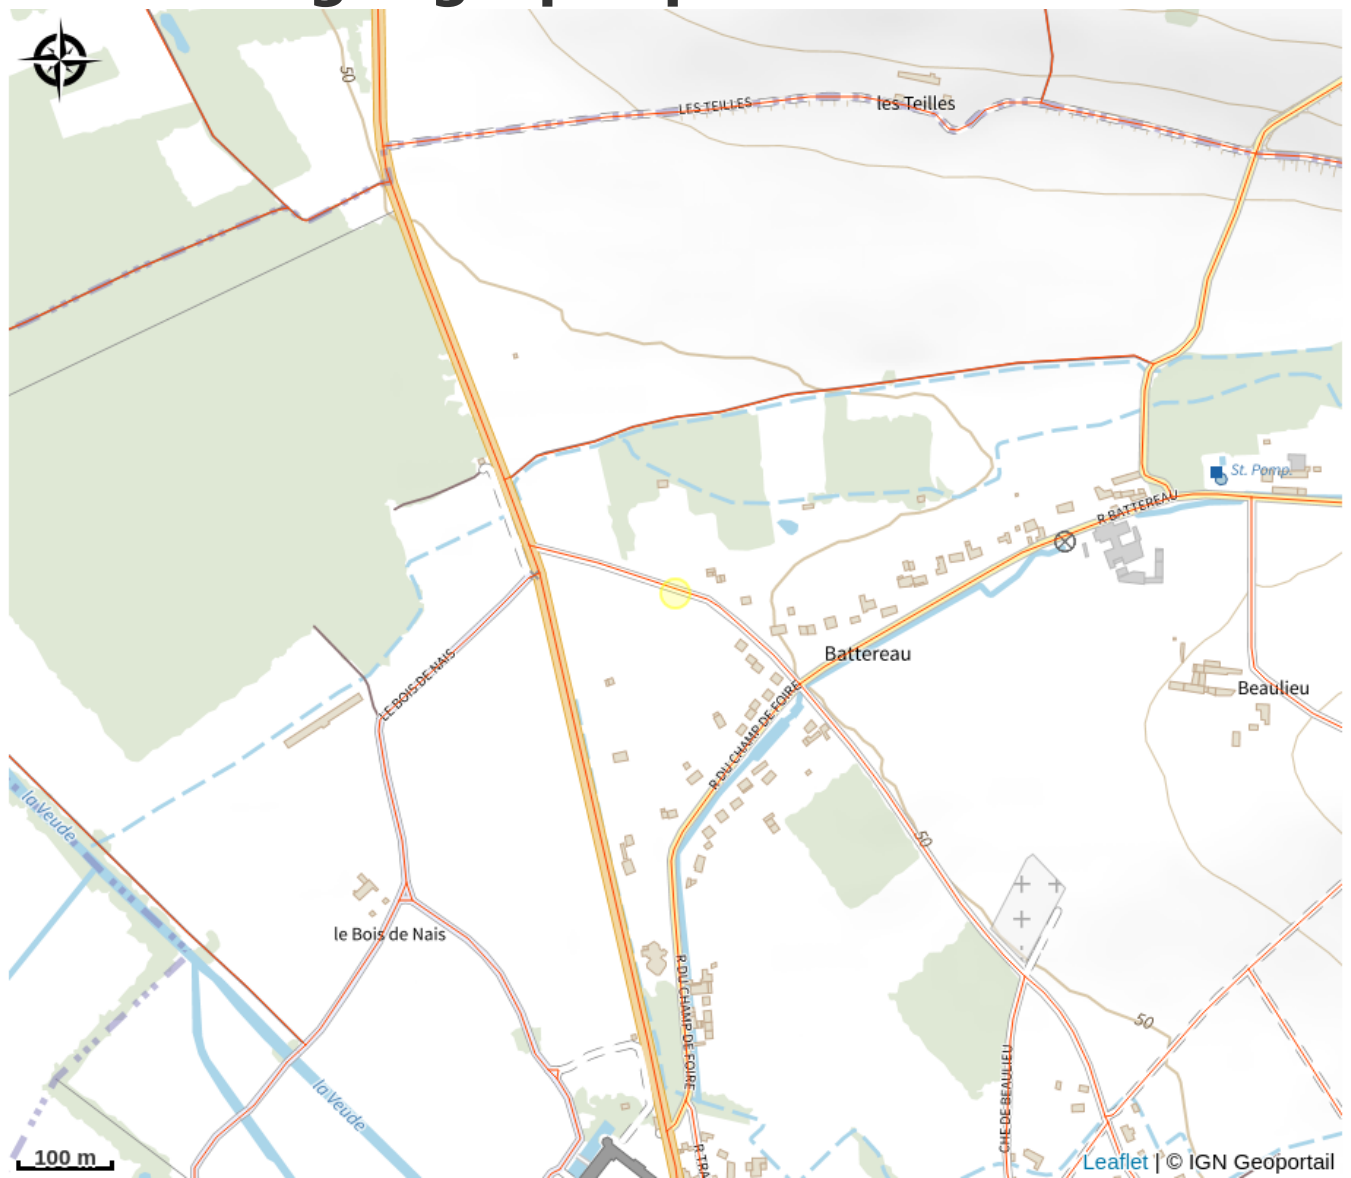 50
LES TEILLES
les Teilles
St. Pomp.
R BATTEREAU
Battereau
LE BOIS DE NAIS
R DU CHAMP DE FOIRE
Beaulieu
la Veude
50
le Bois de Nais
R DU CHAMP DE FOIRE
50
CHE DE BEAULIEU
la Veude
R TRA
100 m
Leaflet | © IGN Geoportail